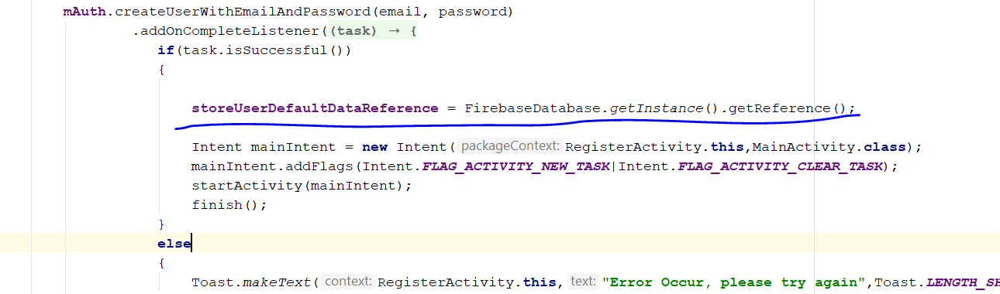 mAuth.createUserWithEmailAndPassword(email, password)
.addOnCompleteListener((task) → {
if(task.isSuccessful())
{
storeUserDefaultDataReference = FirebaseDatabase.getInstance().getReference();
Intent mainIntent = new Intent( packageContext: RegisterActivity.this,MainActivity.class);
mainIntent.addFlags(Intent.FLAG_ACTIVITY_NEW_TASK|Intent.FLAG_ACTIVITY_CLEAR_TASK);
startActivity(mainIntent);
finish();
}
else
{
Toast.makeText( context: RegisterActivity.this, text: "Error Occur, please try again",Toast.LENGTH_SH